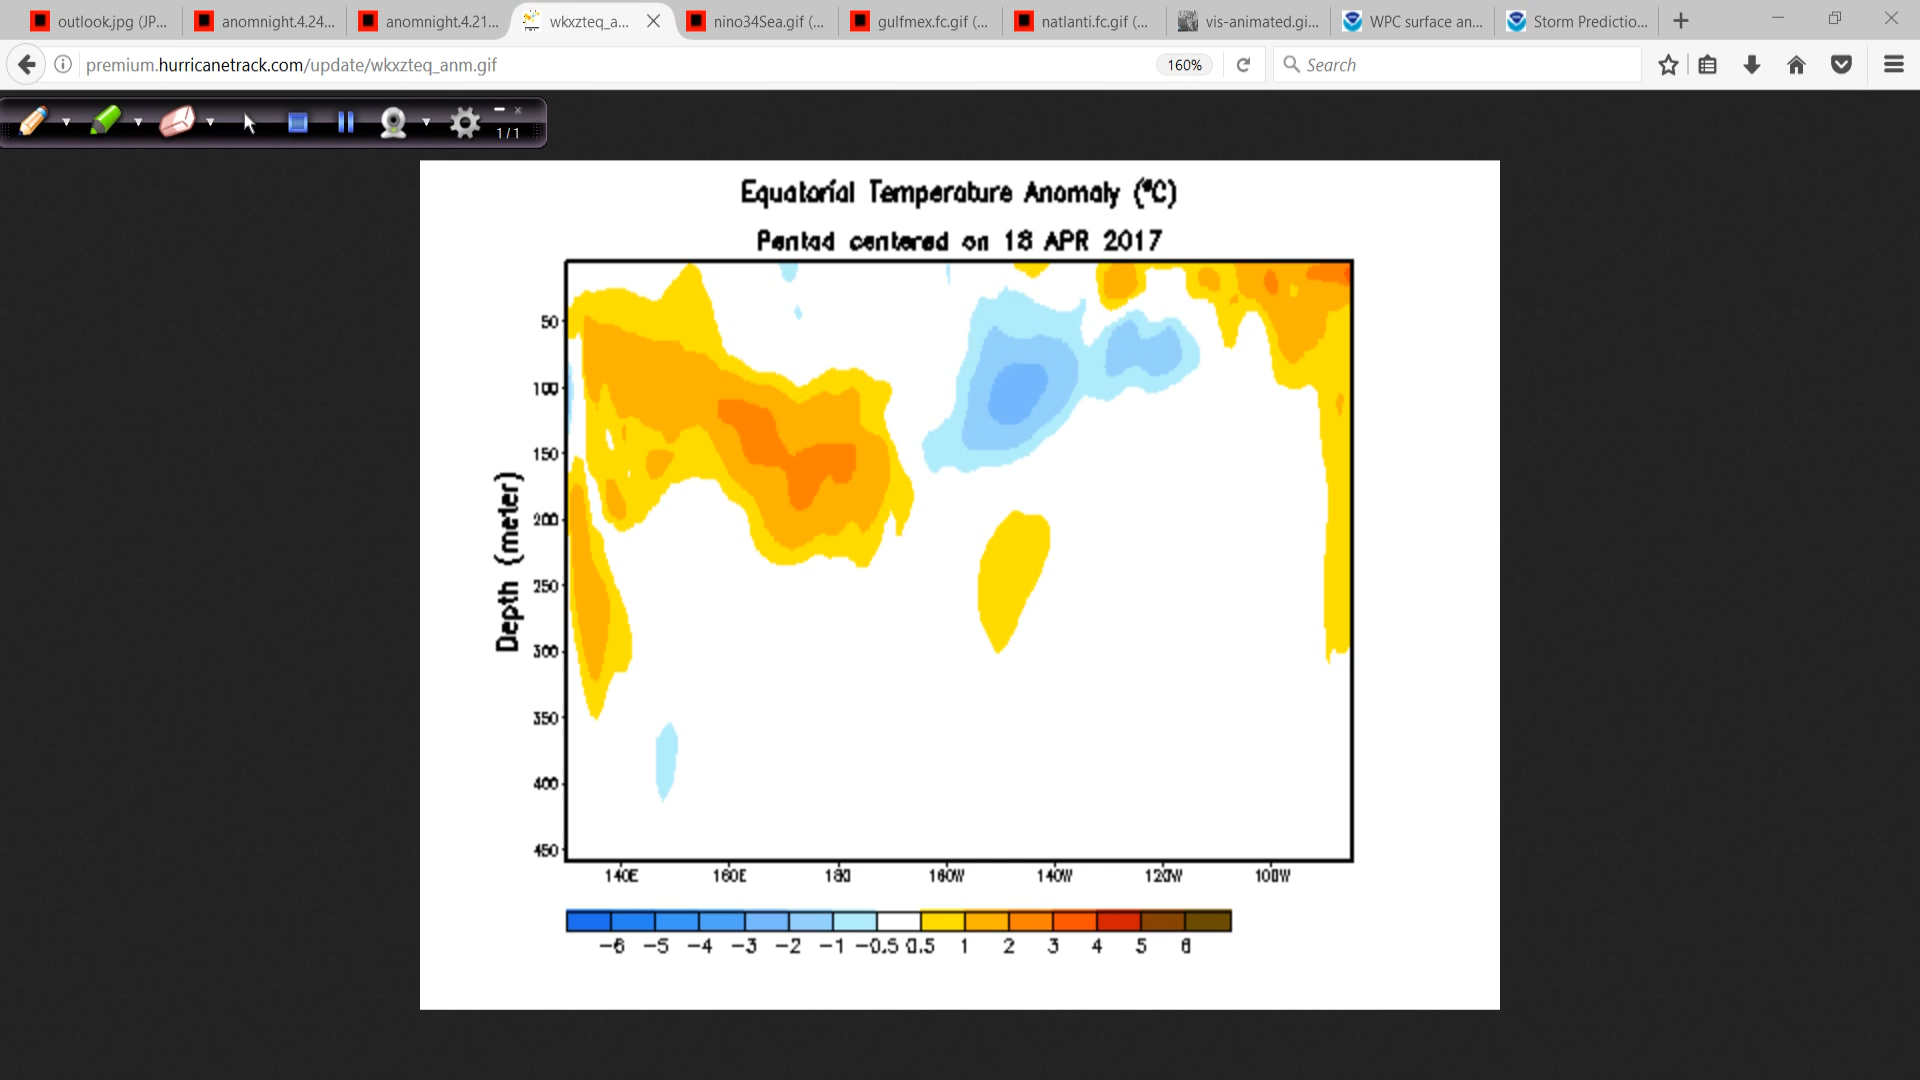 outlook.jpg (JP...
anomnight.4.24...
anomnight.4.21...
wkxzteq_a...
nino34Sea.gif (...
gulfmex.fc.gif (...
natlanti.fc.gif (...
vis-animated.gi...
WPC surface an...
Storm Predictio...
premium.hurricanetrack.com/update/wkxzteq_anm.gif
160%
Search
1/1
Equatorial Temperature Anomaly (°C)
Pentad centered on 18 APR 2017
Depth (meter)
50
100
150
200
250
300
350
400
450
140E 160E 180 160W 140W 120W 100W
-6 -5 -4 -3 -2 -1 -0.5 0.5 1 2 3 4 5 6